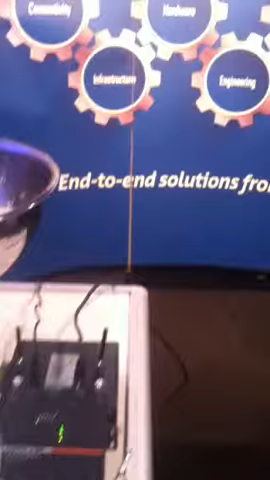 Connectivity
Hardware
Infrastructure
Engineering
End-to-end solutions fro